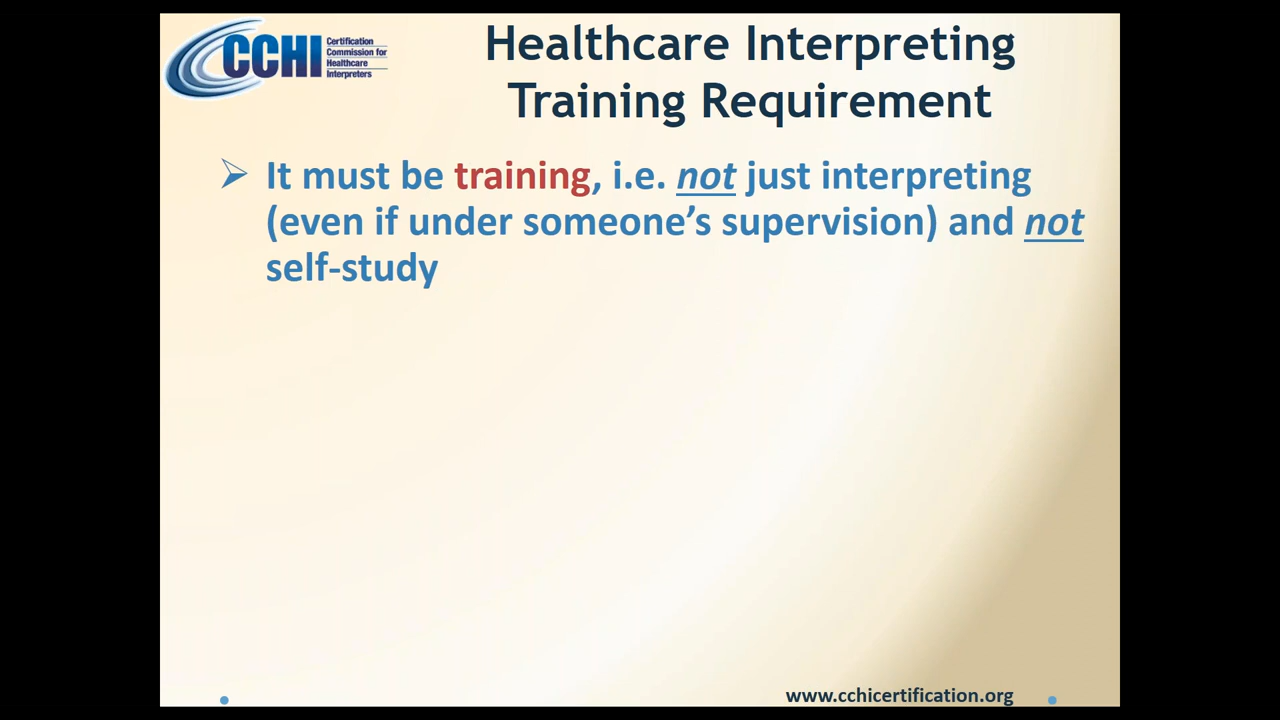 CCHI
Certification
Commission for
Healthcare
Interpreters
Healthcare Interpreting
Training Requirement
It must be training, i.e. not just interpreting
(even if under someone’s supervision) and not
self-study
www.cchicertification.org